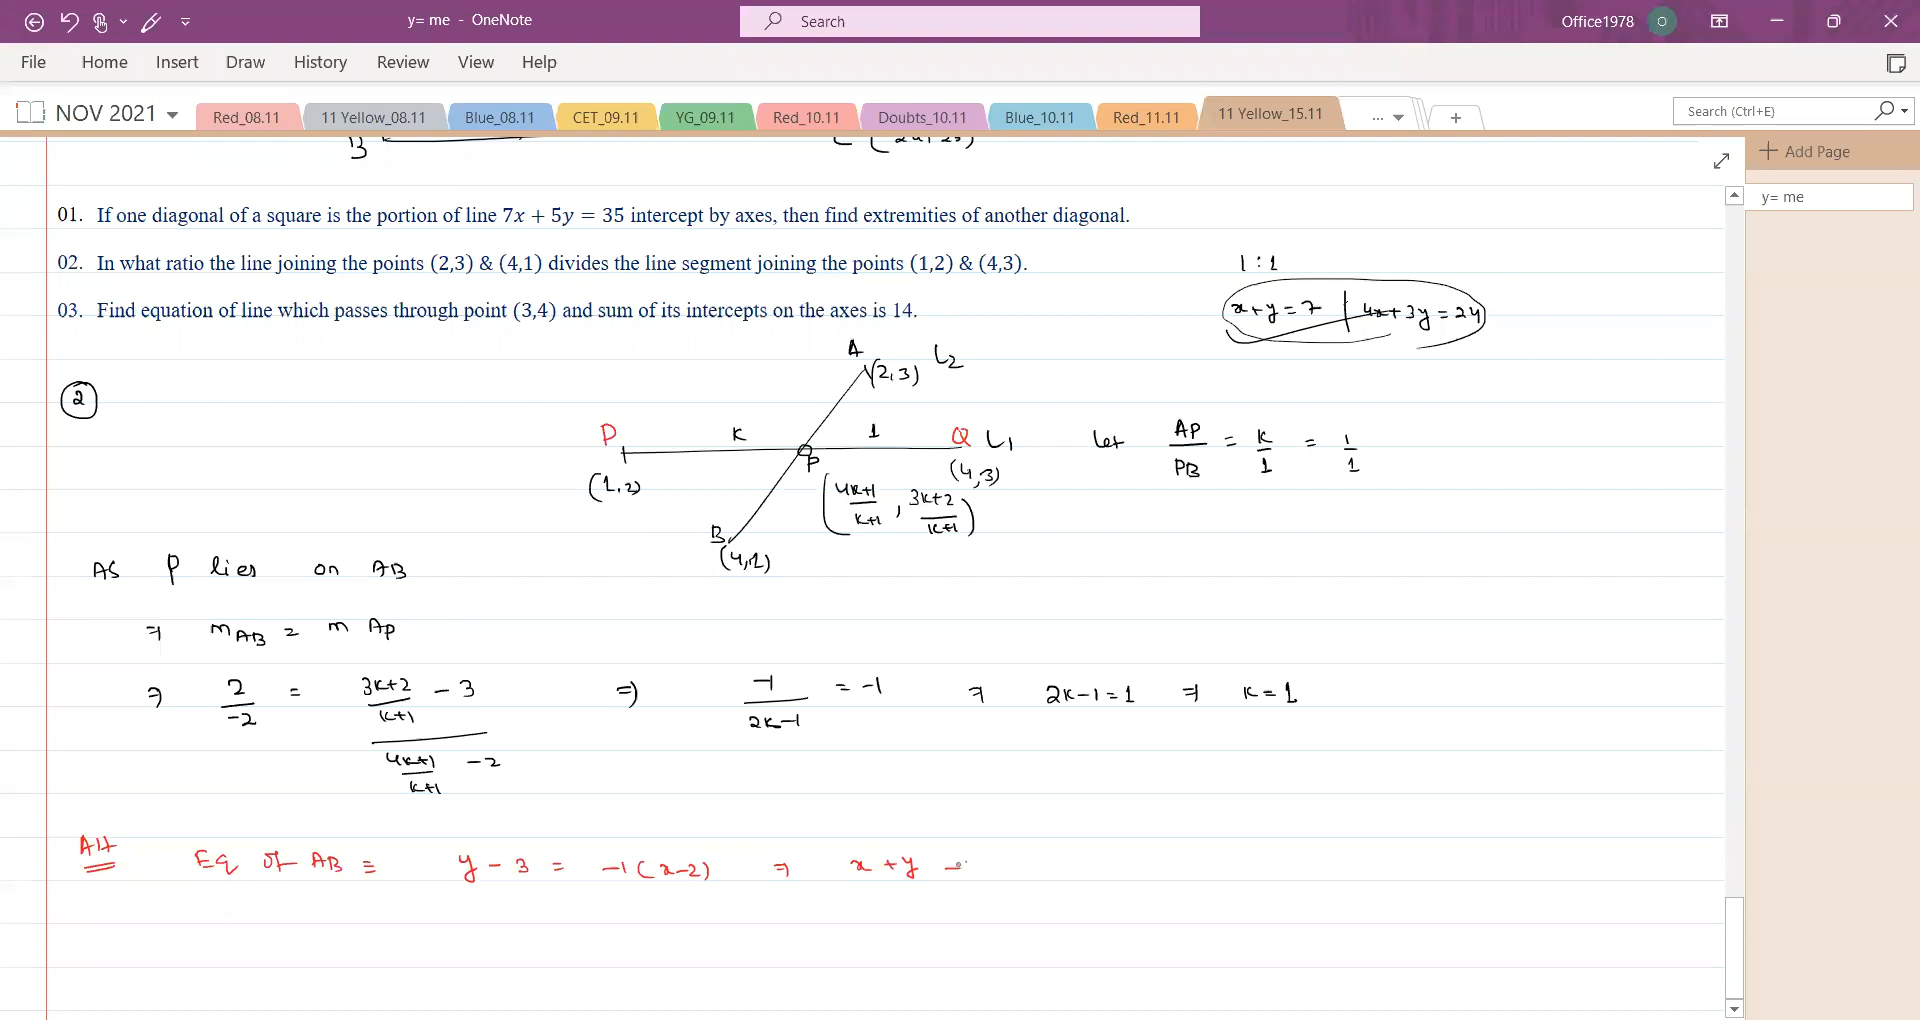 y= me - OneNote
Search
Office1978
O
File Home Insert Draw History Review View Help
NOV 2021
Red_08.11
11 Yellow_08.11
Blue_08.11
CET_09.11
YG_09.11
Red_10.11
Doubts_10.11
Blue_10.11
Red_11.11
11 Yellow_15.11
...
+
Search (Ctrl+E)
+ Add Page
y= me
B
01. If one diagonal of a square is the portion of line 7x + 5y = 35 intercept by axes, then find extremities of another diagonal.
02. In what ratio the line joining the points (2,3) & (4,1) divides the line segment joining the points (1,2) & (4,3).
1 : 1
03. Find equation of line which passes through point (3,4) and sum of its intercepts on the axes is 14.
x+y=7 | 4x+3y=24
②
A (2,3) L2
P K 1 Q L1
(1,2) P (4,3)
(4k+1/k+1 , 3k+2/k+1)
B (4,1)
let AP/PB = k/1 = 1/1
AS P lies on AB
⇒ mAB = m AP
⇒ 2/-2 = (3k+2/k+1 - 3)/(4k+1/k+1 - 2) ⇒ -1/2k-1 = -1 ⇒ 2k-1=1 ⇒ k=1
Alt Eq of AB ≡ y-3 = -1(x-2) ⇒ x+y =